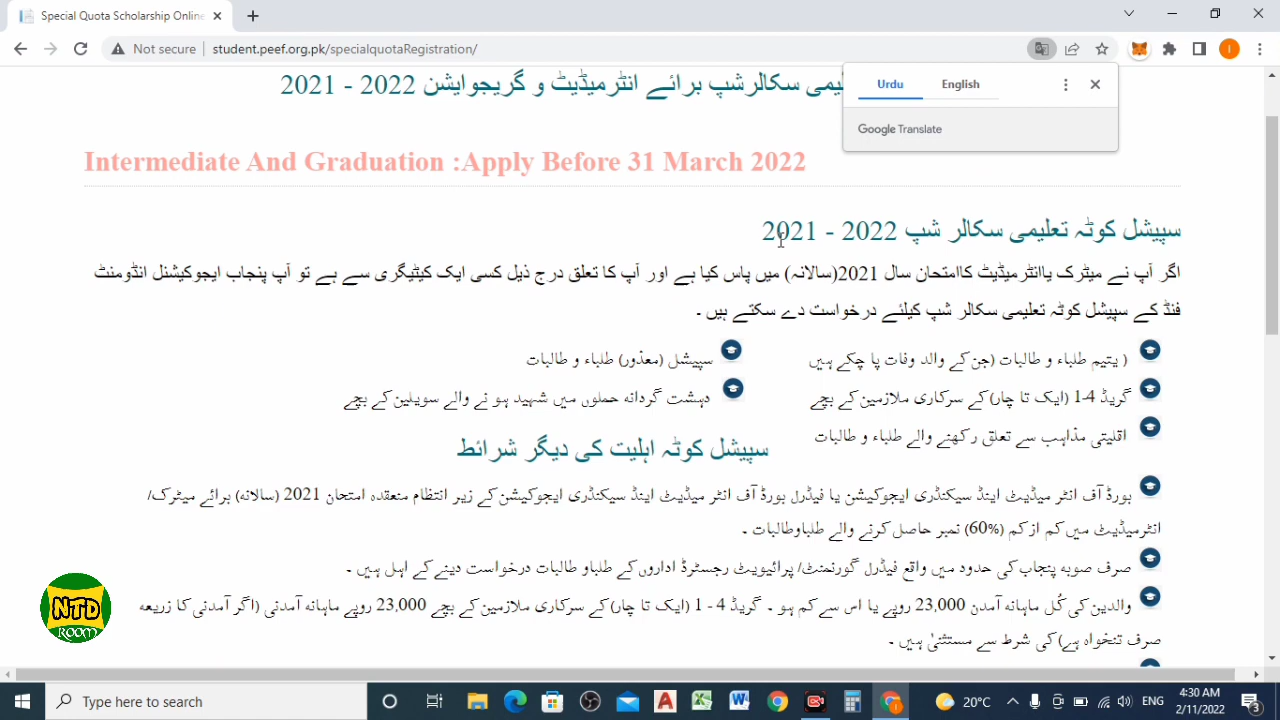 Special Quota Scholarship Online
Not secure
student.peef.org.pk/specialquotaRegistration/
Urdu
English
Google Translate
لیمی سکالرشپ برائے انٹرمیڈیٹ و گریجوایشن 2022 - 2021
Intermediate And Graduation :Apply Before 31 March 2022
سپیشل کوٹہ تعلیمی سکالر شپ 2022 - 2021
اگر آپ نے میٹرک یاانٹرمیڈیٹ کاامتحان سال 2021(سالانہ) میں پاس کیا ہے اور آپ کا تعلق درج ذیل کسی ایک کیٹیگری سے ہے تو آپ پنجاب ایجوکیشنل انڈومنٹ
فنڈ کے سپیشل کوٹہ تعلیمی سکالر شپ کیلئے درخواست دے سکتے ہیں ۔
( یتیم طلباء و طالبات (جن کے والد وفات پا چکے ہیں
سپیشل (معذور) طلباء و طالبات
گریڈ 4-1 (ایک تا چار) کے سرکاری ملازمین کے بچے
دہشت گردانہ حملوں میں شہید ہو نے والے سویلین کے بچے
اقلیتی مذاہب سے تعلق رکھنے والے طلباء و طالبات
سپیشل کوٹہ اہلیت کی دیگر شرائط
بورڈ آف انٹر میڈیٹ اینڈ سیکنڈری ایجوکیشن یا فیڈرل بورڈ آف انٹر میڈیٹ اینڈ سیکنڈری ایجوکیشن کے زیر انتظام منعقدہ امتحان 2021 (سالانہ) برائے میٹرک/
انٹرمیڈیٹ میں کم از کم (60%) نمبر حاصل کرنے والے طلباوطالبات ۔
صرف صوبہ پنجاب کی حدود میں واقع فیڈرل گورنمنٹ/ پرائیویٹ رجسٹرڈ اداروں کے طلباو طالبات درخواست دینے کے اہل ہیں ۔
والدین کی کُل ماہانہ آمدن 23,000 روپے یا اس سے کم ہو ۔ گریڈ 4 - 1 (ایک تا چار) کے سرکاری ملازمین کے بچے 23,000 روپے ماہانہ آمدنی (اگر آمدنی کا زریعہ
صرف تنخواہ ہے) کی شرط سے مستثنیٰ ہیں ۔
NTD
ROOM
Type here to search
20°C
ENG
4:30 AM
2/11/2022
3